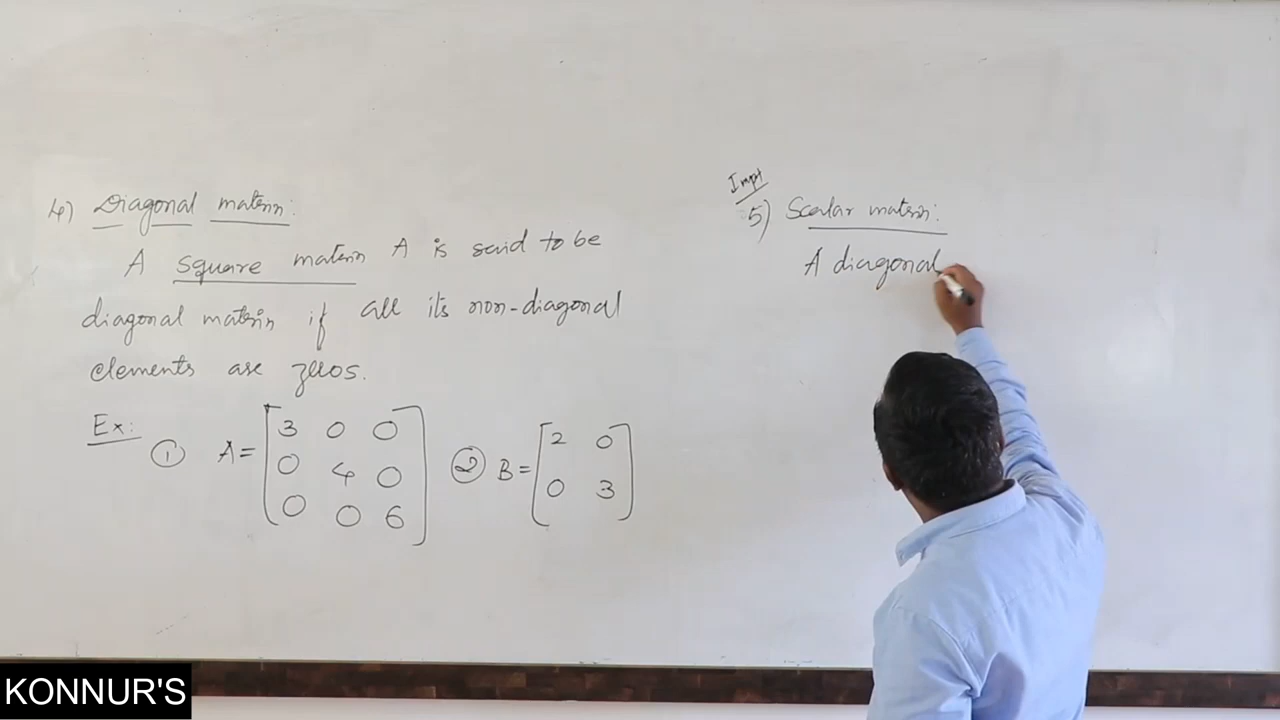 4) Diagonal matrix:
A square matrix A is said to be
diagonal matrix if all its non-diagonal
elements are zeros.
Ex:
① A= [3 0 0
0 4 0
0 0 6]
② B= [2 0
0 3]
Impt
5) Scalar matrix:
A diagonal
KONNUR'S